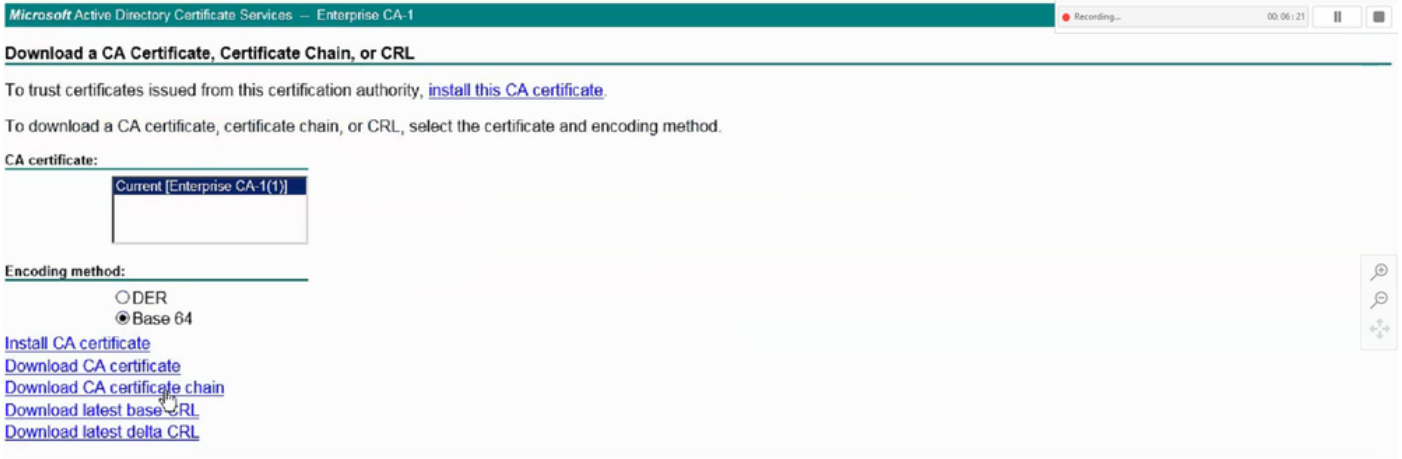 Microsoft Active Directory Certificate Services — Enterprise CA-1
Recording... 00:06:21
Download a CA Certificate, Certificate Chain, or CRL
To trust certificates issued from this certification authority, install this CA certificate.
To download a CA certificate, certificate chain, or CRL, select the certificate and encoding method.
CA certificate:
Current [Enterprise CA-1(1)]
Encoding method:
DER
Base 64
Install CA certificate
Download CA certificate
Download CA certificate chain
Download latest base CRL
Download latest delta CRL